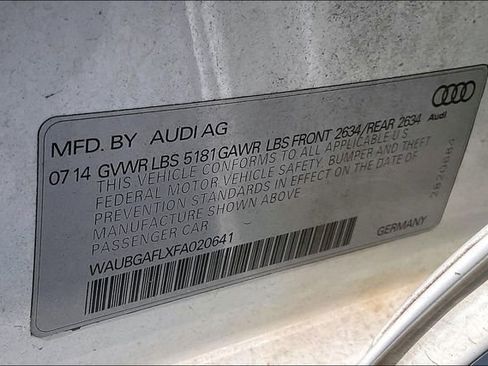 MFD. BY AUDI AG
Audi
07 14 GVWR LBS 5181 GAWR LBS FRONT 2634/REAR 2634
THIS VEHICLE CONFORMS TO ALL APPLICABLE U.S.
FEDERAL MOTOR VEHICLE SAFETY, BUMPER AND THEFT
PREVENTION STANDARDS IN EFFECT ON THE DATE OF
MANUFACTURE SHOWN ABOVE.
PASSENGER CAR
WAUBGAFLXFA020641
GERMANY